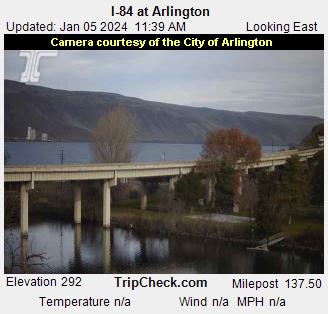 I-84 at Arlington
Updated: Jan 05 2024 11:39 AM Looking East
Camera courtesy of the City of Arlington
Elevation 292 TripCheck.com Milepost 137.50
Temperature n/a Wind n/a MPH n/a